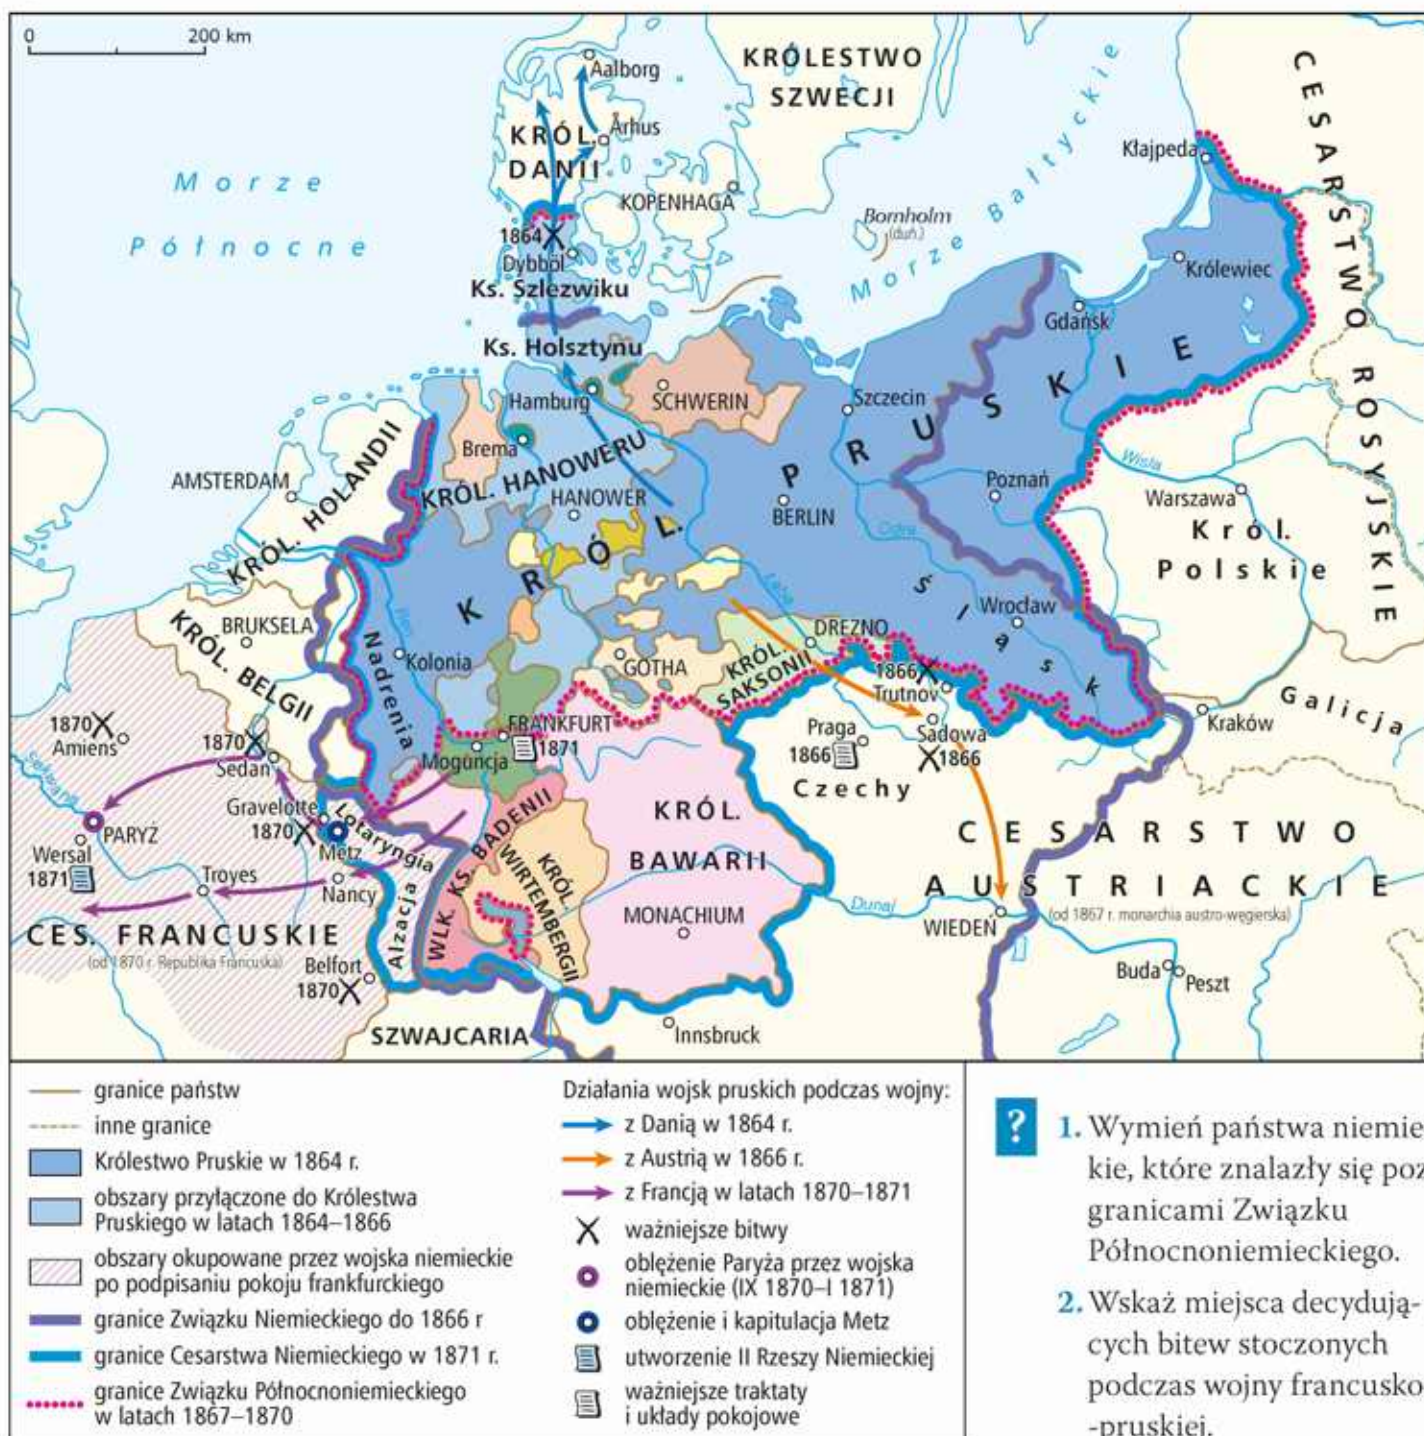 0
200 km
Aalborg
Århus
KRÓL.
DANII
KOPENHAGA
KRÓLESTWO
SZWECJI
Bornholm
(duń.)
Morze Bałtyckie
Morze
Północne
CESARSTWO ROSYJSKIE
Kłajpeda
Królewiec
Gdańsk
1864
Dybböl
Ks. Szlezwiku
Ks. Holsztynu
Hamburg
SCHWERIN
Szczecin
Brema
KRÓL. HANOWERU
HANOWER
KRÓL. PRUSKIE
BERLIN
Poznań
Odra
Wisła
Warszawa
Król.
Polskie
AMSTERDAM
KRÓL. HOLANDII
BRUKSELA
KRÓL. BELGII
Nadrenia
Ren
Kolonia
Łaba
Śląsk
Wrocław
GOTHA
DREZNO
KRÓL.
SAKSONII
1866
Trutnov
Sadowa
1866
Praga
1866
Czechy
Kraków
Galicja
FRANKFURT
1871
Moguncja
1870
Amiens
1870
Sedan
Sekwana
Gravelotte
1870
Metz
Lotaryngia
PARYŻ
Wersal
1871
Troyes
Nancy
Alzacja
WLK. KS. BADENII
KRÓL.
WIRTEMBERGII
KRÓL.
BAWARII
MONACHIUM
Dunaj
WIEDEŃ
CESARSTWO
AUSTRIACKIE
(od 1867 r. monarchia austro-węgierska)
Buda
Peszt
CES. FRANCUSKIE
(od 1870 r. Republika Francuska)
Belfort
1870
SZWAJCARIA
Innsbruck
granice państw
inne granice
Królestwo Pruskie w 1864 r.
obszary przyłączone do Królestwa
Pruskiego w latach 1864–1866
obszary okupowane przez wojska niemieckie
po podpisaniu pokoju frankfurckiego
granice Związku Niemieckiego do 1866 r
granice Cesarstwa Niemieckiego w 1871 r.
granice Związku Północnoniemieckiego
w latach 1867–1870
Działania wojsk pruskich podczas wojny:
z Danią w 1864 r.
z Austrią w 1866 r.
z Francją w latach 1870–1871
ważniejsze bitwy
oblężenie Paryża przez wojska
niemieckie (IX 1870–I 1871)
oblężenie i kapitulacja Metz
utworzenie II Rzeszy Niemieckiej
ważniejsze traktaty
i układy pokojowe
?
1. Wymień państwa niemie
kie, które znalazły się poz
granicami Związku
Północnoniemieckiego.
2. Wskaż miejsca decydują-
cych bitew stoczonych
podczas wojny francusko
-pruskiej.